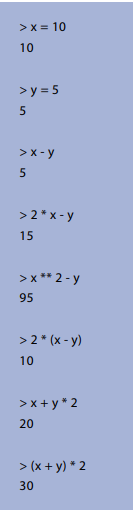 > x = 10
10
> y = 5
5
> x - y
5
> 2 * x - y
15
> x ** 2 - y
95
> 2 * (x - y)
10
> x + y * 2
20
> (x + y) * 2
30